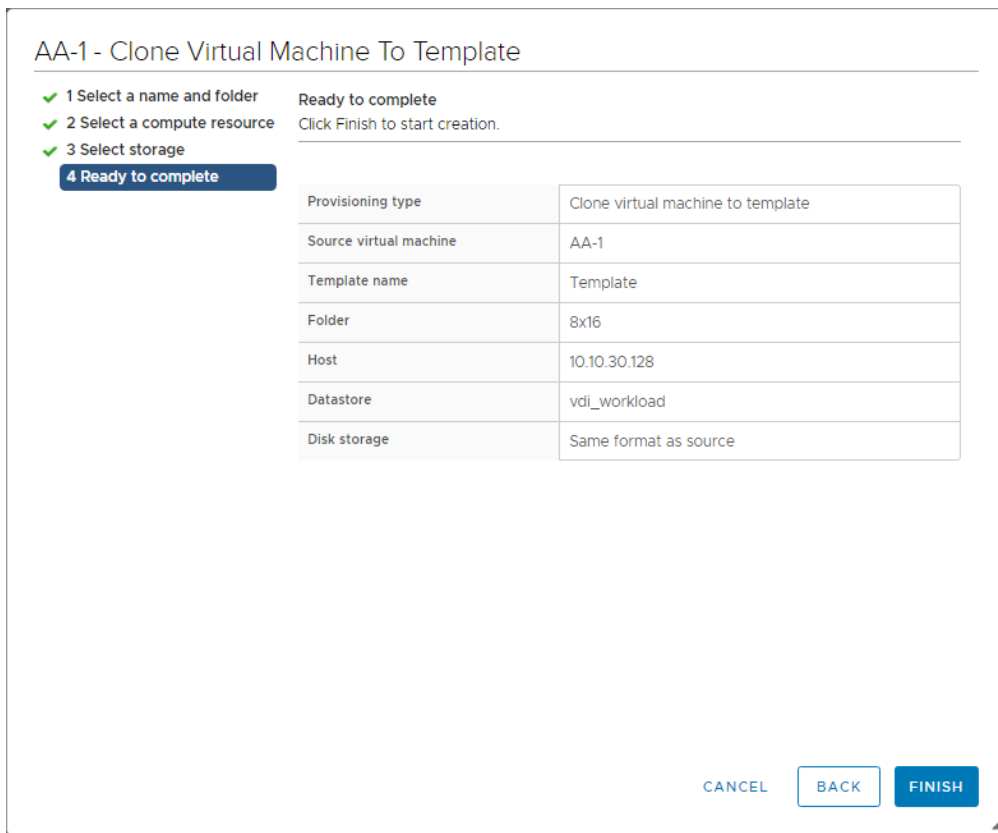 AA-1 - Clone Virtual Machine To Template
1 Select a name and folder
2 Select a compute resource
3 Select storage
4 Ready to complete
Ready to complete
Click Finish to start creation.
Provisioning type Clone virtual machine to template
Source virtual machine AA-1
Template name Template
Folder 8x16
Host 10.10.30.128
Datastore vdi_workload
Disk storage Same format as source
CANCEL BACK FINISH